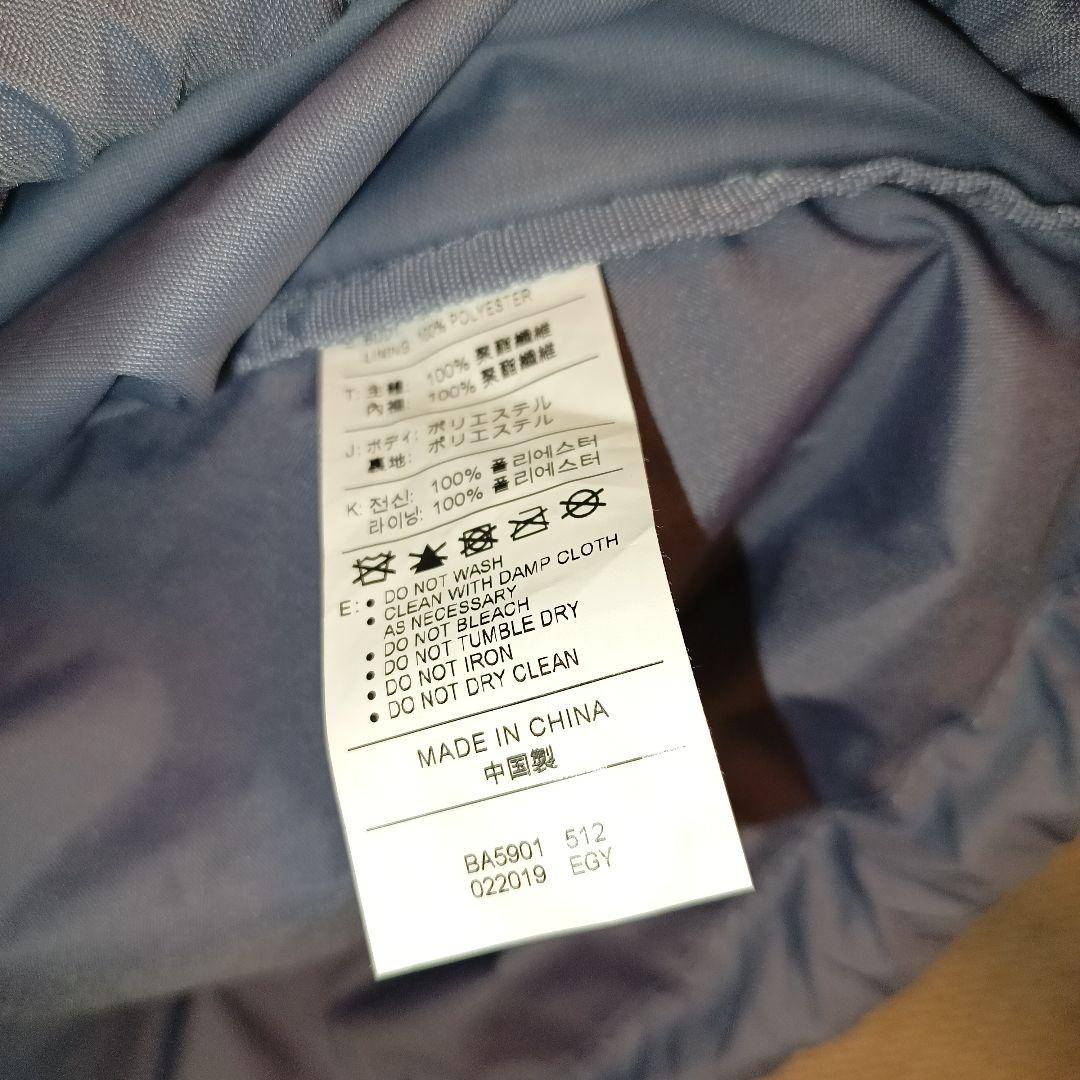 BODY
LINING 100% POLYESTER
T: 主體: 100% 聚酯纖維
內裡: 100% 聚酯纖維
J: ボディ: ポリエステル
裏地: ポリエステル
K: 전신: 100% 폴리에스터
라이닝: 100% 폴리에스터
E: • DO NOT WASH
• CLEAN WITH DAMP CLOTH
AS NECESSARY
• DO NOT BLEACH
• DO NOT TUMBLE DRY
• DO NOT IRON
• DO NOT DRY CLEAN
MADE IN CHINA
中国製
BA5901 512
022019 EGY